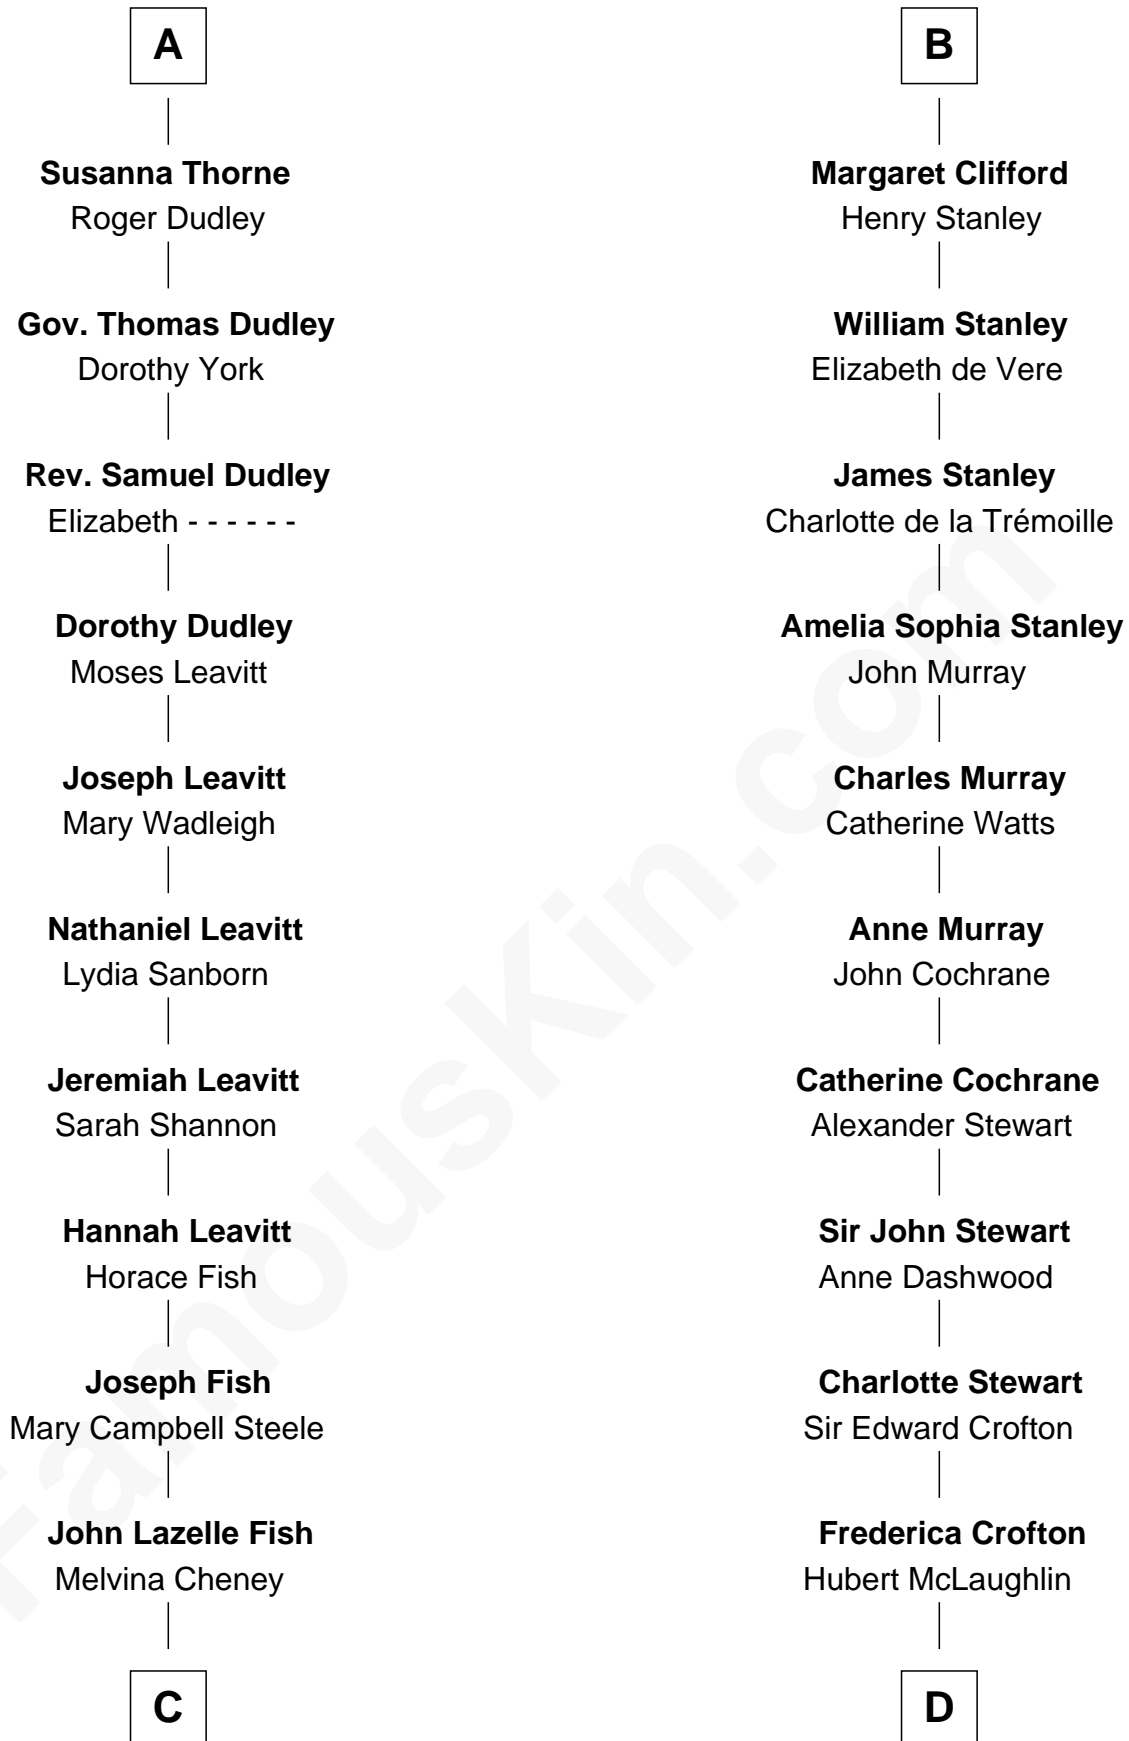 A
Susanna Thorne
Roger Dudley
Gov. Thomas Dudley
Dorothy York
Rev. Samuel Dudley
Elizabeth - - - - - -
Dorothy Dudley
Moses Leavitt
Joseph Leavitt
Mary Wadleigh
Nathaniel Leavitt
Lydia Sanborn
Jeremiah Leavitt
Sarah Shannon
Hannah Leavitt
Horace Fish
Joseph Fish
Mary Campbell Steele
John Lazelle Fish
Melvina Cheney
C
B
Margaret Clifford
Henry Stanley
William Stanley
Elizabeth de Vere
James Stanley
Charlotte de la Trémoille
Amelia Sophia Stanley
John Murray
Charles Murray
Catherine Watts
Anne Murray
John Cochrane
Catherine Cochrane
Alexander Stewart
Sir John Stewart
Anne Dashwood
Charlotte Stewart
Sir Edward Crofton
Frederica Crofton
Hubert McLaughlin
D
FamousKin.com